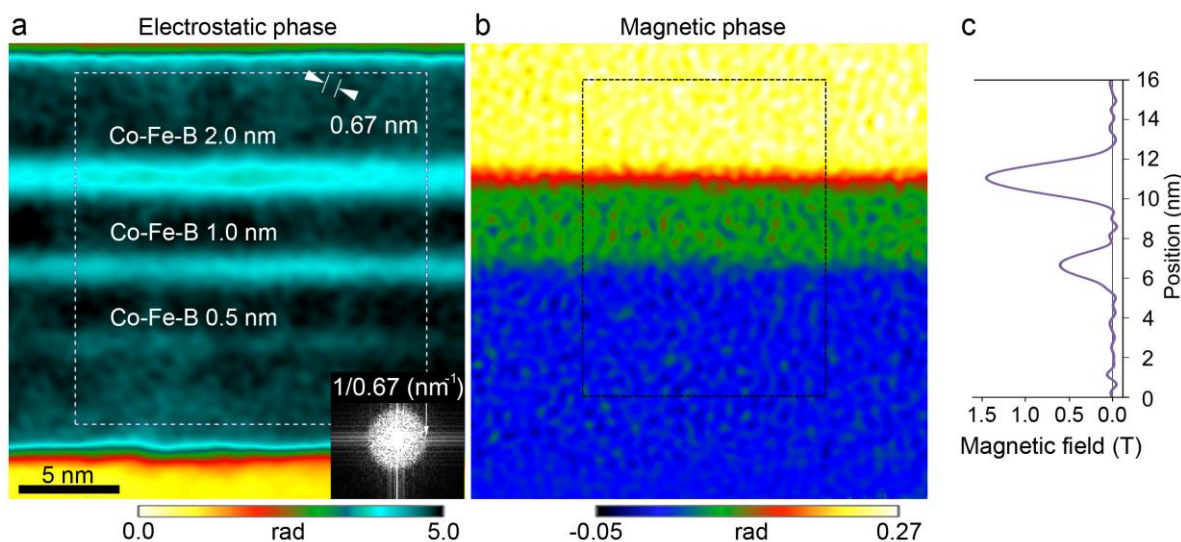 a
Electrostatic phase
0.67 nm
Co-Fe-B 2.0 nm
Co-Fe-B 1.0 nm
Co-Fe-B 0.5 nm
1/0.67 (nm⁻¹)
5 nm
0.0 rad 5.0
b
Magnetic phase
-0.05 rad 0.27
c
16
14
12
10
8
6
4
2
0
Position (nm)
1.5 1.0 0.5 0.0
Magnetic field (T)